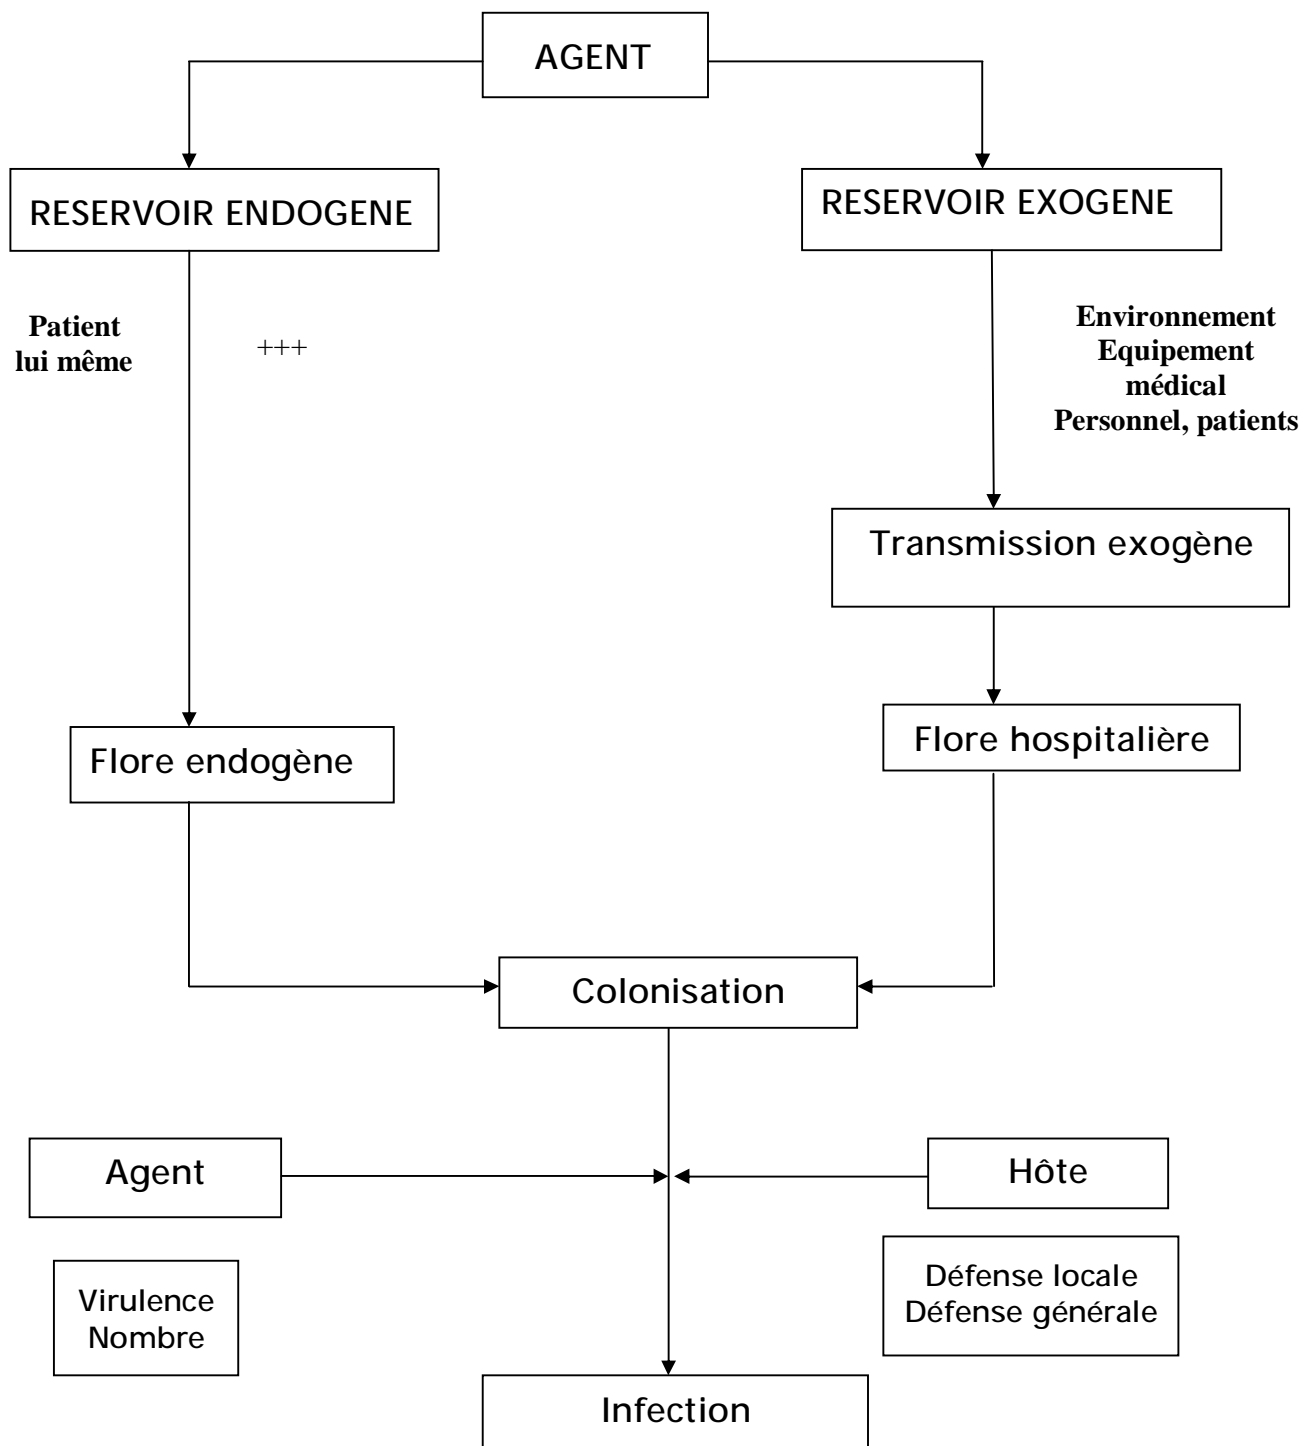 AGENT
RESERVOIR ENDOGENE
RESERVOIR EXOGENE
Patient
lui même
+++
Environnement
Equipement
médical
Personnel, patients
Transmission exogène
Flore endogène
Flore hospitalière
Colonisation
Agent
Hôte
Virulence
Nombre
Défense locale
Défense générale
Infection